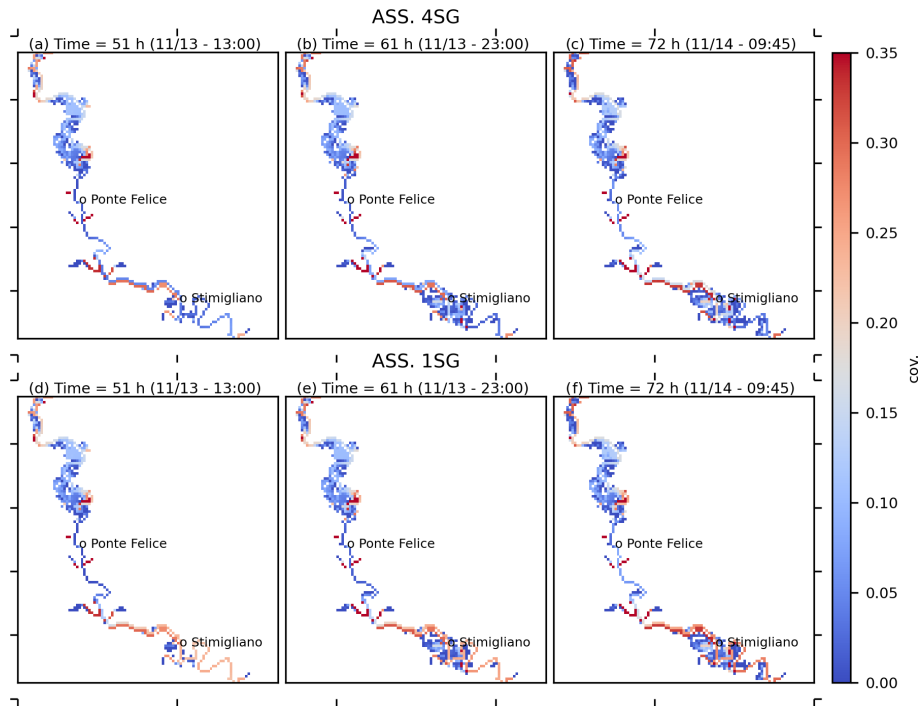 ASS. 4SG
(a) Time = 51 h (11/13 - 13:00)
(b) Time = 61 h (11/13 - 23:00)
(c) Time = 72 h (11/14 - 09:45)
o Ponte Felice
o Ponte Felice
o Ponte Felice
o Stimigliano
o Stimigliano
o Stimigliano
ASS. 1SG
(d) Time = 51 h (11/13 - 13:00)
(e) Time = 61 h (11/13 - 23:00)
(f) Time = 72 h (11/14 - 09:45)
o Ponte Felice
o Ponte Felice
o Ponte Felice
o Stimigliano
o Stimigliano
o Stimigliano
0.35
0.30
0.25
0.20
0.15
0.10
0.05
0.00